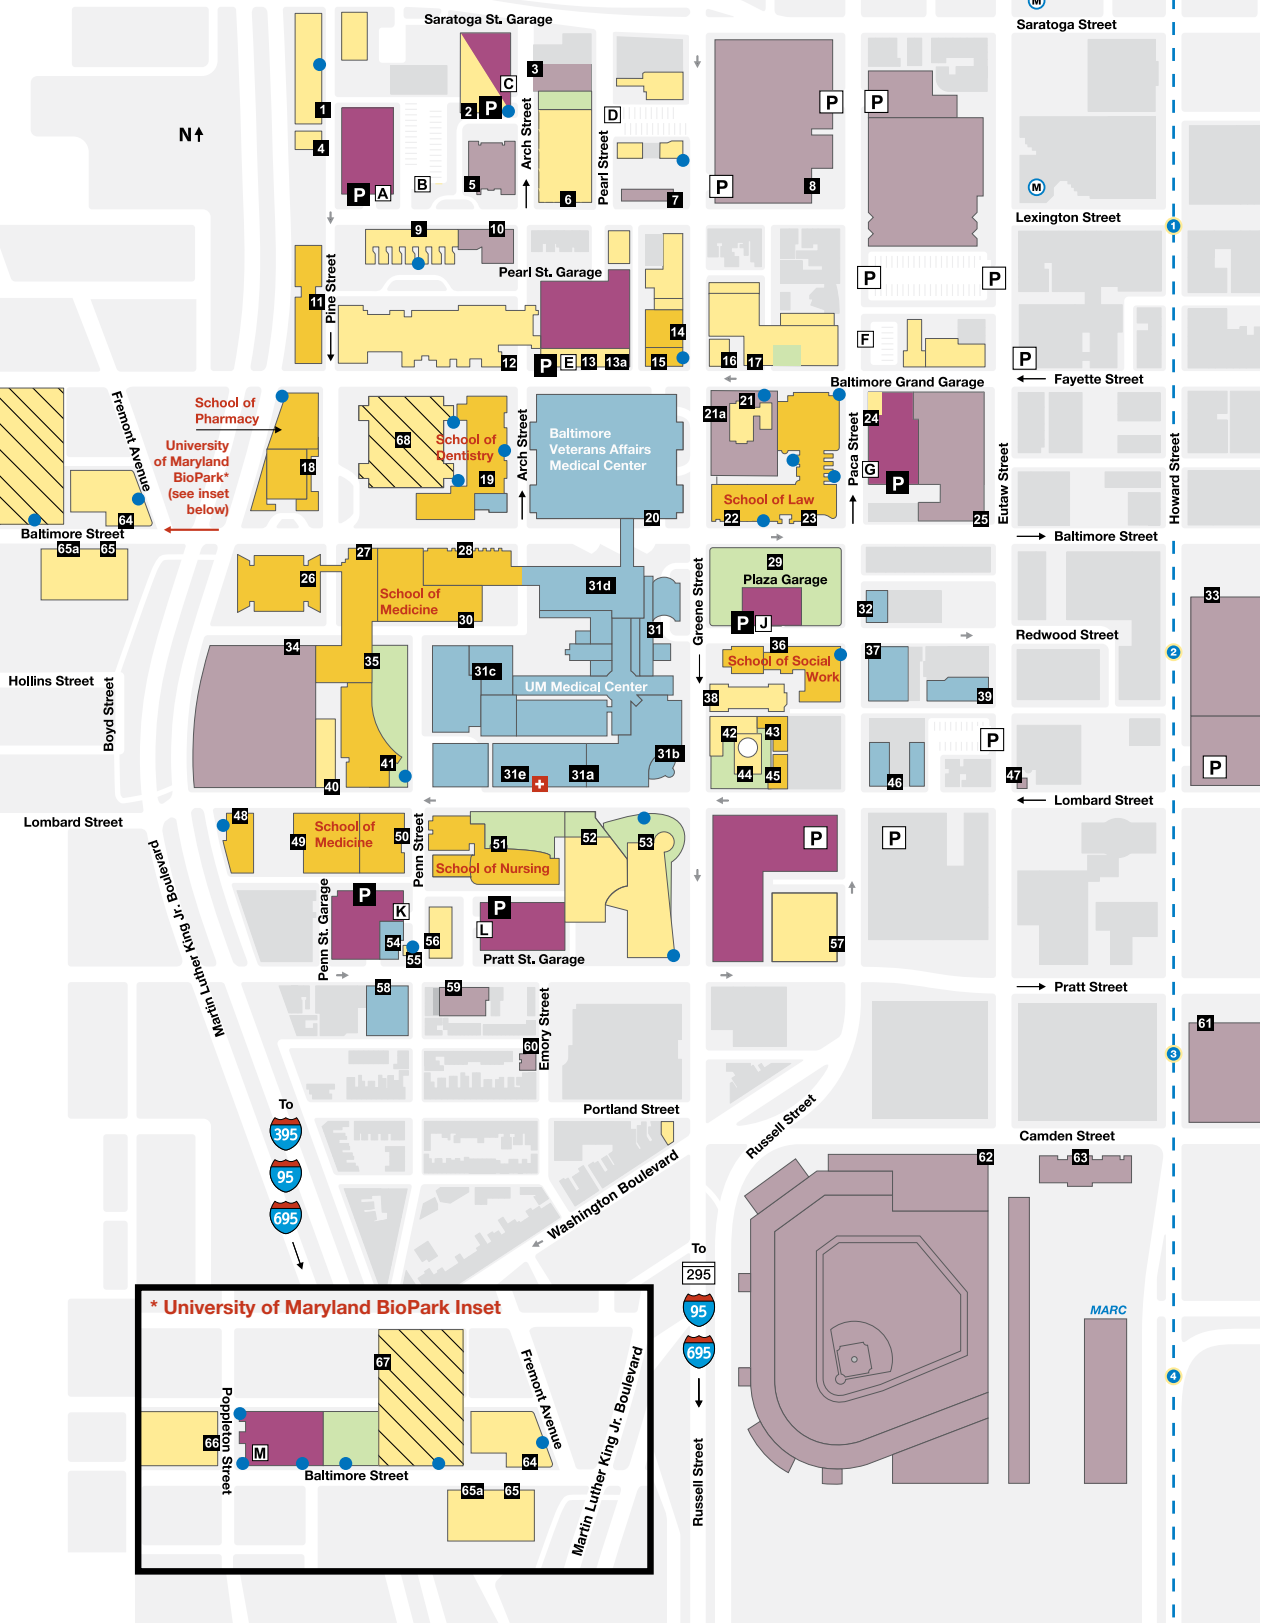 M
Saratoga St. Garage
Saratoga Street
3
C
2
P
1
D
P
P
N
4
Arch Street
Pearl Street
M
5
B
A
P
6
7
P
8
Lexington Street
1
9
10
Pearl St. Garage
P
P
Pine Street
11
14
F
12
P
E
13
13a
15
16
17
P
Baltimore Grand Garage
Fayette Street
School of
Pharmacy
Fremont Avenue
University
of Maryland
BioPark*
(see inset
below)
18
68
School of
Dentistry
19
Arch Street
Baltimore
Veterans Affairs
Medical Center
20
21
21a
School of Law
22
23
Paca Street
24
G
P
25
Eutaw Street
Howard Street
64
Baltimore Street
65a
65
Baltimore Street
27
28
26
School of
Medicine
30
31d
31
Greene Street
29
Plaza Garage
P
J
32
33
Redwood Street
34
35
31c
UM Medical Center
36
School of Social
Work
37
2
Hollins Street
Boyd Street
38
39
42
43
31b
41
40
31e
31a
44
45
46
P
47
P
Lombard Street
Lombard Street
48
49
School of
Medicine
50
Penn Street
51
School of Nursing
52
53
P
P
Martin Luther King Jr. Boulevard
Penn St. Garage
P
K
54
55
56
P
L
Pratt St. Garage
57
Pratt Street
58
59
60
Emory Street
61
3
To
395
95
695
Portland Street
Russell Street
Washington Boulevard
Camden Street
62
63
To
295
95
695
Russell Street
MARC
4
* University of Maryland BioPark Inset
67
Poppleton Street
66
M
Baltimore Street
Fremont Avenue
64
65a
65
Martin Luther King Jr. Boulevard